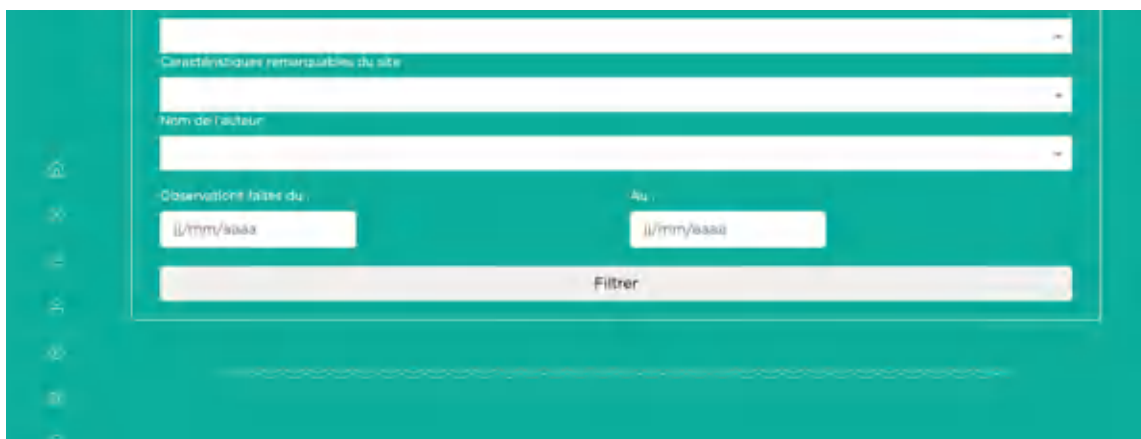 Caractéristiques remarquables du site
Nom de l'auteur
Observations faites du :
Au :
jj/mm/aaaa
jj/mm/aaaa
Filtrer